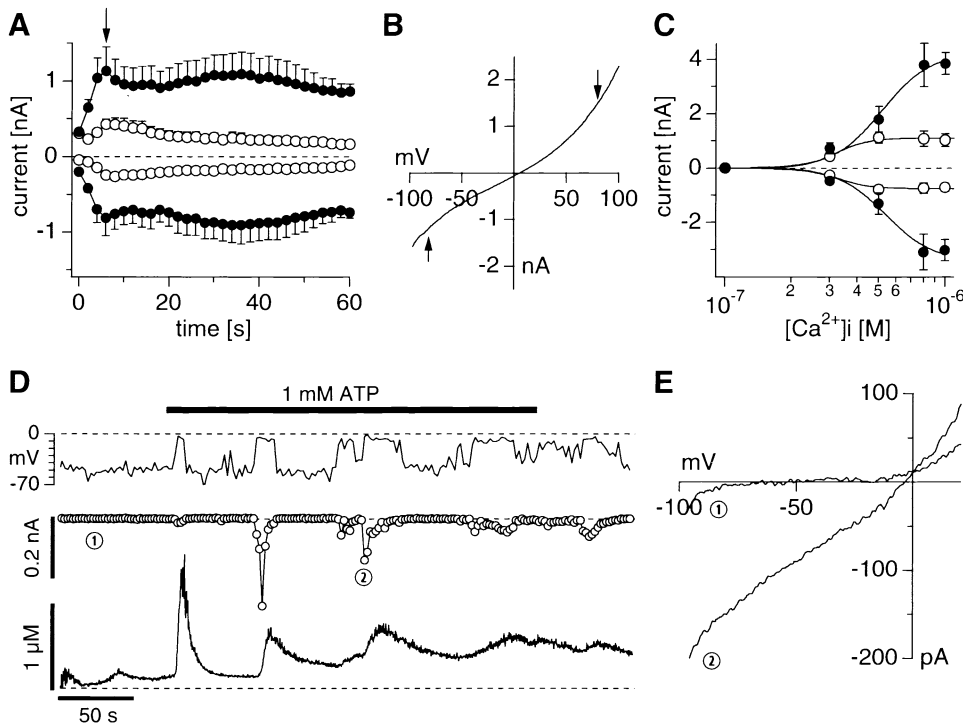 A
B
C
current [nA]
1
0
-1
0
20
40
60
time [s]
mV
2
1
-100
-50
50
100
-1
-2
nA
current [nA]
4
2
0
-2
10-7
2
3
4
5
6
10-6
[Ca2+]i [M]
D
1 mM ATP
0
mV
-70
0.2 nA
①
②
1 µM
50 s
E
100
mV
-100
-50
①
-100
②
-200
pA